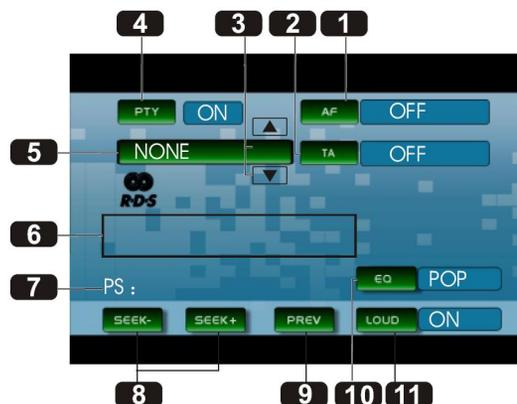 4 3 2 1
PTY ON AF OFF
5 NONE TA OFF
R·D·S
6
EQ POP
7 PS :
SEEK- SEEK+ PREV LOUD ON
8 9 10 11